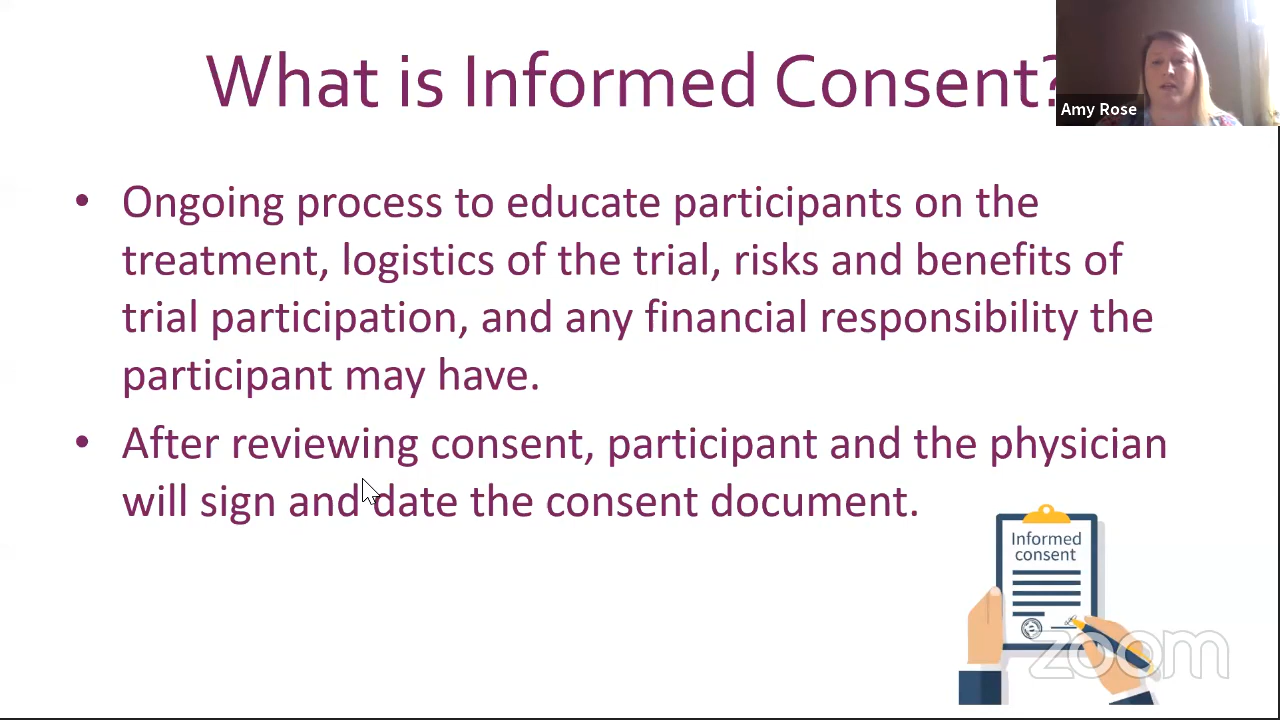 What is Informed Consent?
Amy Rose
• Ongoing process to educate participants on the
treatment, logistics of the trial, risks and benefits of
trial participation, and any financial responsibility the
participant may have.
• After reviewing consent, participant and the physician
will sign and date the consent document.
Informed
consent
zoom